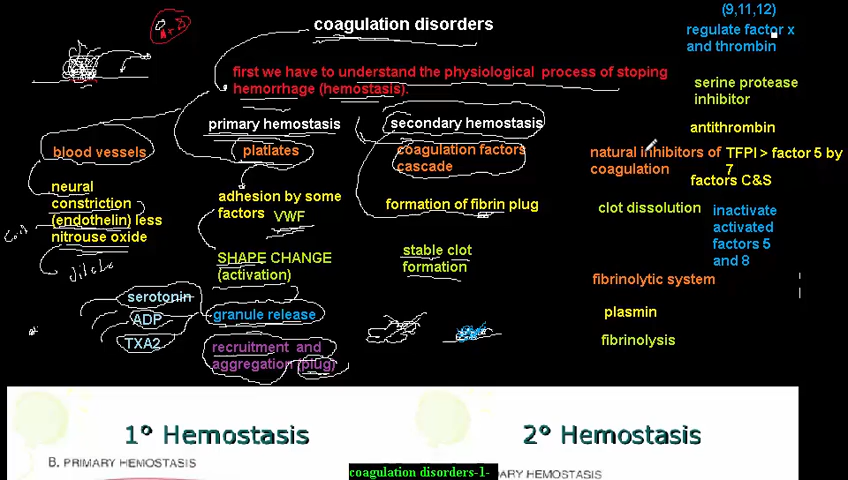 coagulation disorders
first we have to understand the physiological process of stoping
hemorrhage (hemostasis).
primary hemostasis
secondary hemostasis
blood vessels
platlates
coagulation factors
cascade
neural
constriction
(endothelin) less
nitrouse oxide
adhesion by some
factors VWF
formation of fibrin plug
SHAPE CHANGE
(activation)
stable clot
formation
serotonin
ADP
TXA2
granule release
recruitment and
aggregation (plug)
(9,11,12)
regulate factor x
and thrombin
serine protease
inhibitor
antithrombin
natural inhibitors of
coagulation
TFPI > factor 5 by
7
factors C&S
clot dissolution
inactivate
activated
factors 5
and 8
fibrinolytic system
plasmin
fibrinolysis
1° Hemostasis
2° Hemostasis
B. PRIMARY HEMOSTASIS
DARY HEMOSTASIS
coagulation disorders-1-